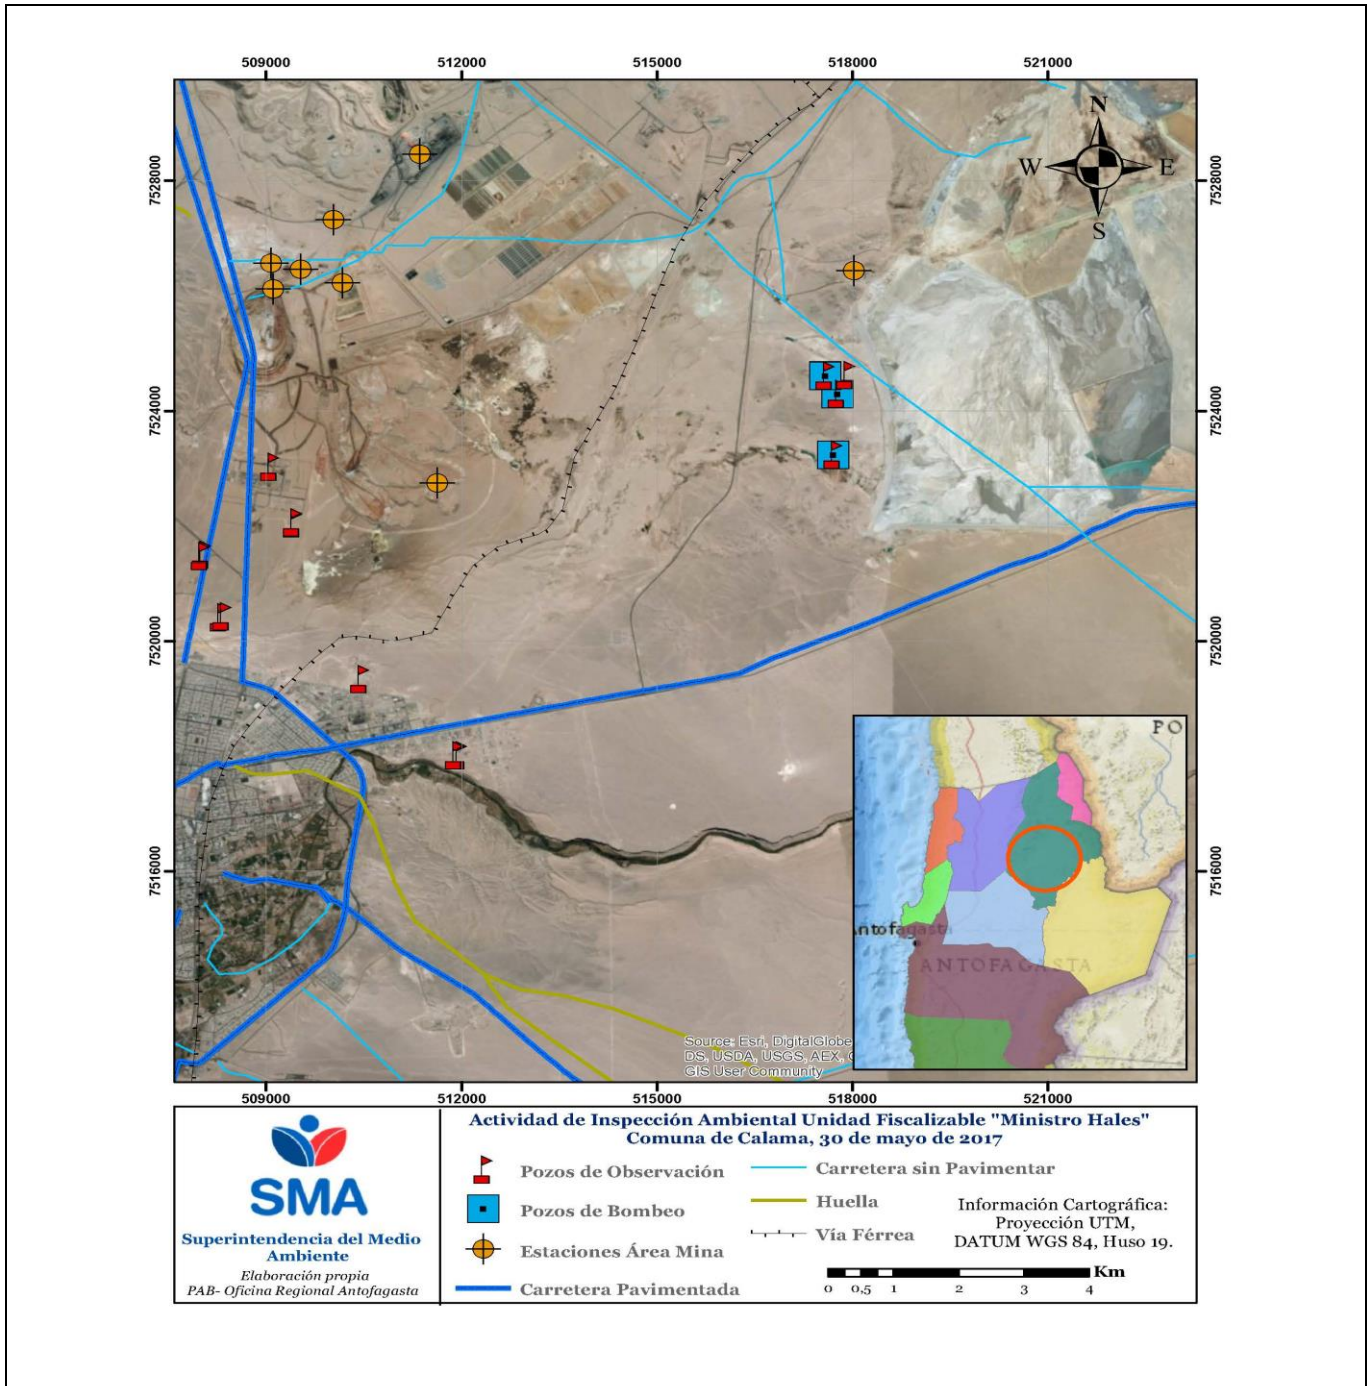 509000 512000 515000 518000 521000
N
W E
S
7528000 7528000
7524000 7524000
7520000 7520000
7516000 7516000
PO
Antofagasta
ANTOFAGASTA
Source: Esri, DigitalGlobe
DS, USDA, USGS, AEX,
GIS User Community
509000 512000 515000 518000 521000
SMA
Superintendencia del Medio
Ambiente
Elaboración propia
PAB- Oficina Regional Antofagasta
Actividad de Inspección Ambiental Unidad Fiscalizable "Ministro Hales"
Comuna de Calama, 30 de mayo de 2017
Pozos de Observación
Pozos de Bombeo
Estaciones Área Mina
Carretera Pavimentada
Carretera sin Pavimentar
Huella
Vía Férrea
Información Cartográfica:
Proyección UTM,
DATUM WGS 84, Huso 19.
Km
0 0,5 1 2 3 4